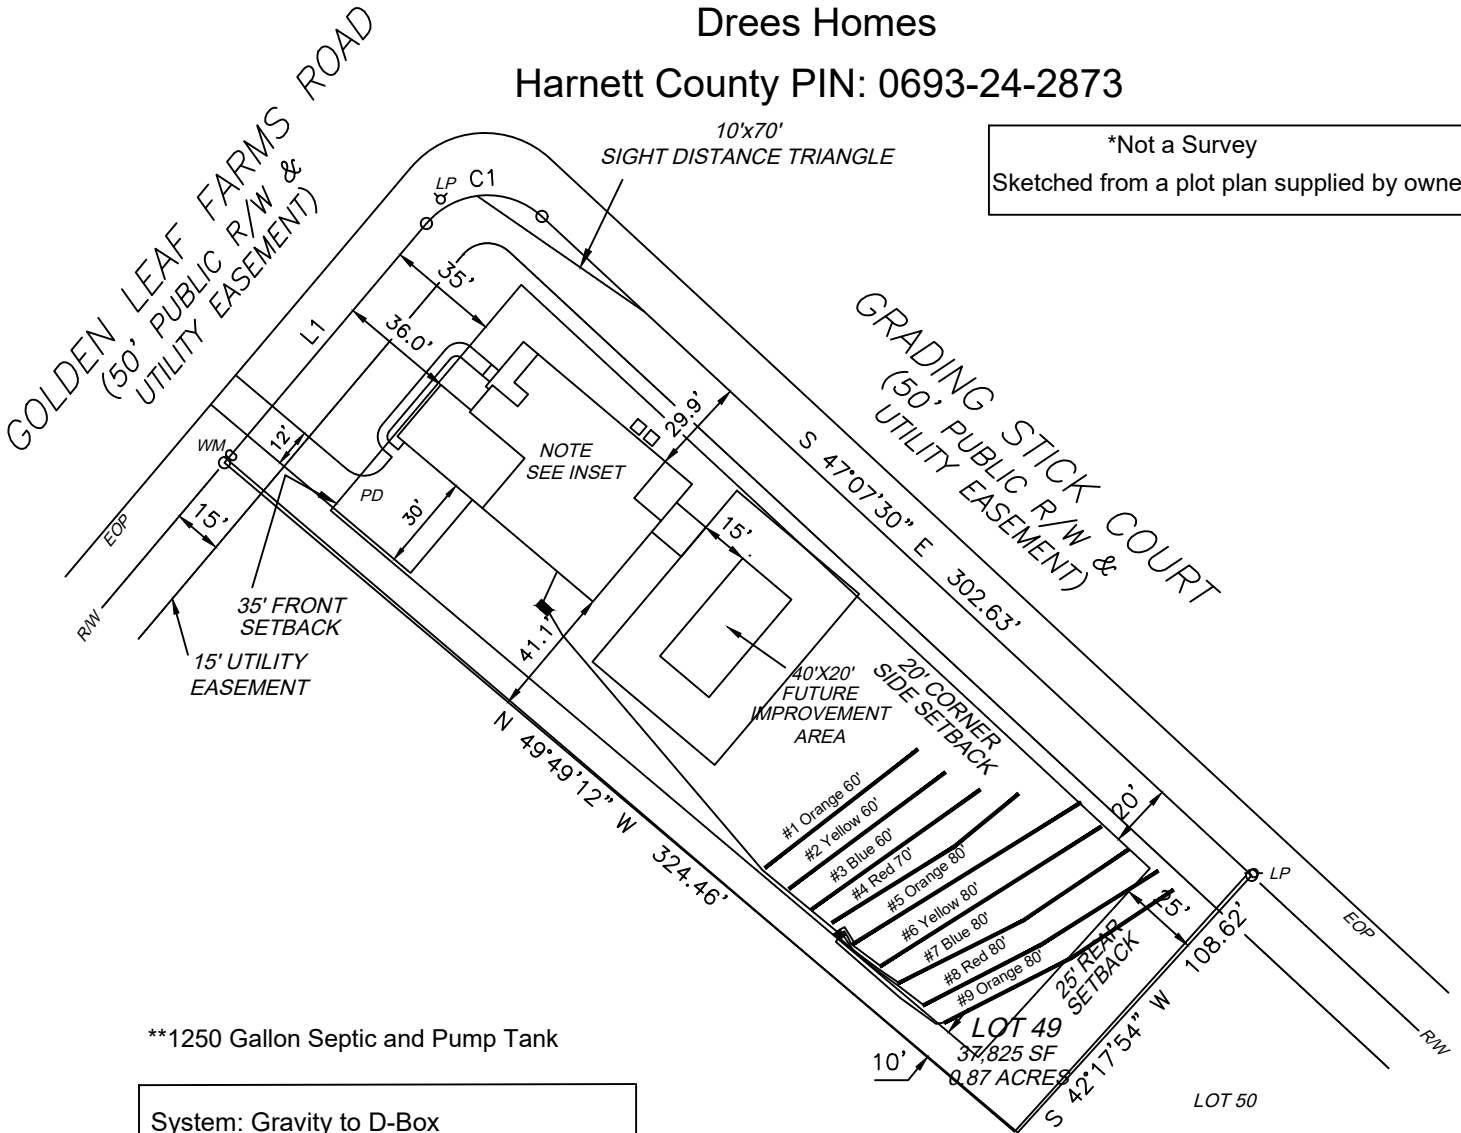 Drees Homes
Harnett County PIN: 0693-24-2873
*Not a Survey
Sketched from a plot plan supplied by owne
10'x70'
SIGHT DISTANCE TRIANGLE
GOLDEN LEAF FARMS ROAD
(50' PUBLIC R/W &
UTILITY EASEMENT)
LP
C1
L1
35'
36.0'
GRADING STICK COURT
(50' PUBLIC R/W &
UTILITY EASEMENT)
29.9'
S 47°07'30" E 302.63'
NOTE
SEE INSET
WM
12'
PD
30'
15'
EOP
R/W
15'
35' FRONT
SETBACK
15' UTILITY
EASEMENT
41.1'
40'X20'
FUTURE
IMPROVEMENT
AREA
20' CORNER
SIDE SETBACK
N 49°49'12" W 324.46'
#1 Orange 60'
#2 Yellow 60'
#3 Blue 60'
#4 Red 70'
#5 Orange 80'
#6 Yellow 80'
#7 Blue 80'
#8 Red 80'
#9 Orange 80'
20'
LP
25'
25' REAR
SETBACK
EOP
R/W
S 42°17'54" W 108.62'
LOT 49
37,825 SF
0.87 ACRES
10'
LOT 50
**1250 Gallon Septic and Pump Tank
System: Gravity to D-Box